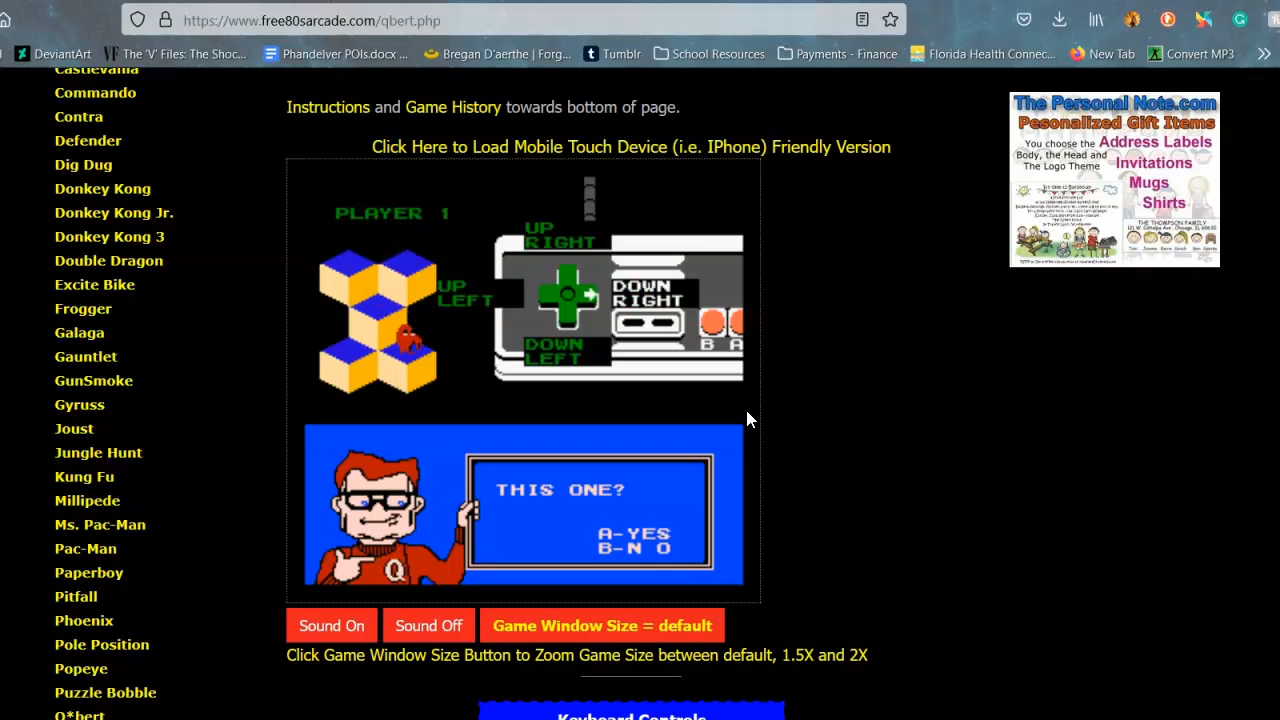 https://www.free80sarcade.com/qbert.php
DeviantArt
The 'V' Files: The Shoc...
Phandelver POIs.docx ...
Bregan D'aerthe | Forg...
Tumblr
School Resources
Payments - Finance
Florida Health Connec...
New Tab
Convert MP3
Castlevania
Commando
Contra
Defender
Dig Dug
Donkey Kong
Donkey Kong Jr.
Donkey Kong 3
Double Dragon
Excite Bike
Frogger
Galaga
Gauntlet
GunSmoke
Gyruss
Joust
Jungle Hunt
Kung Fu
Millipede
Ms. Pac-Man
Pac-Man
Paperboy
Pitfall
Phoenix
Pole Position
Popeye
Puzzle Bobble
Q*bert
Instructions and Game History towards bottom of page.
Click Here to Load Mobile Touch Device (i.e. IPhone) Friendly Version
PLAYER 1
UP
RIGHT
UP
LEFT
DOWN
RIGHT
DOWN
LEFT
B A
THIS ONE?
A-YES
B-N O
Q
Sound On
Sound Off
Game Window Size = default
Click Game Window Size Button to Zoom Game Size between default, 1.5X and 2X
Keyboard Controls
The Personal Note.com
Pesonalized Gift Items
You choose the
Body, the Head and
The Logo Theme
Address Labels
Invitations
Mugs
Shirts
THE THOMPSON FAMILY